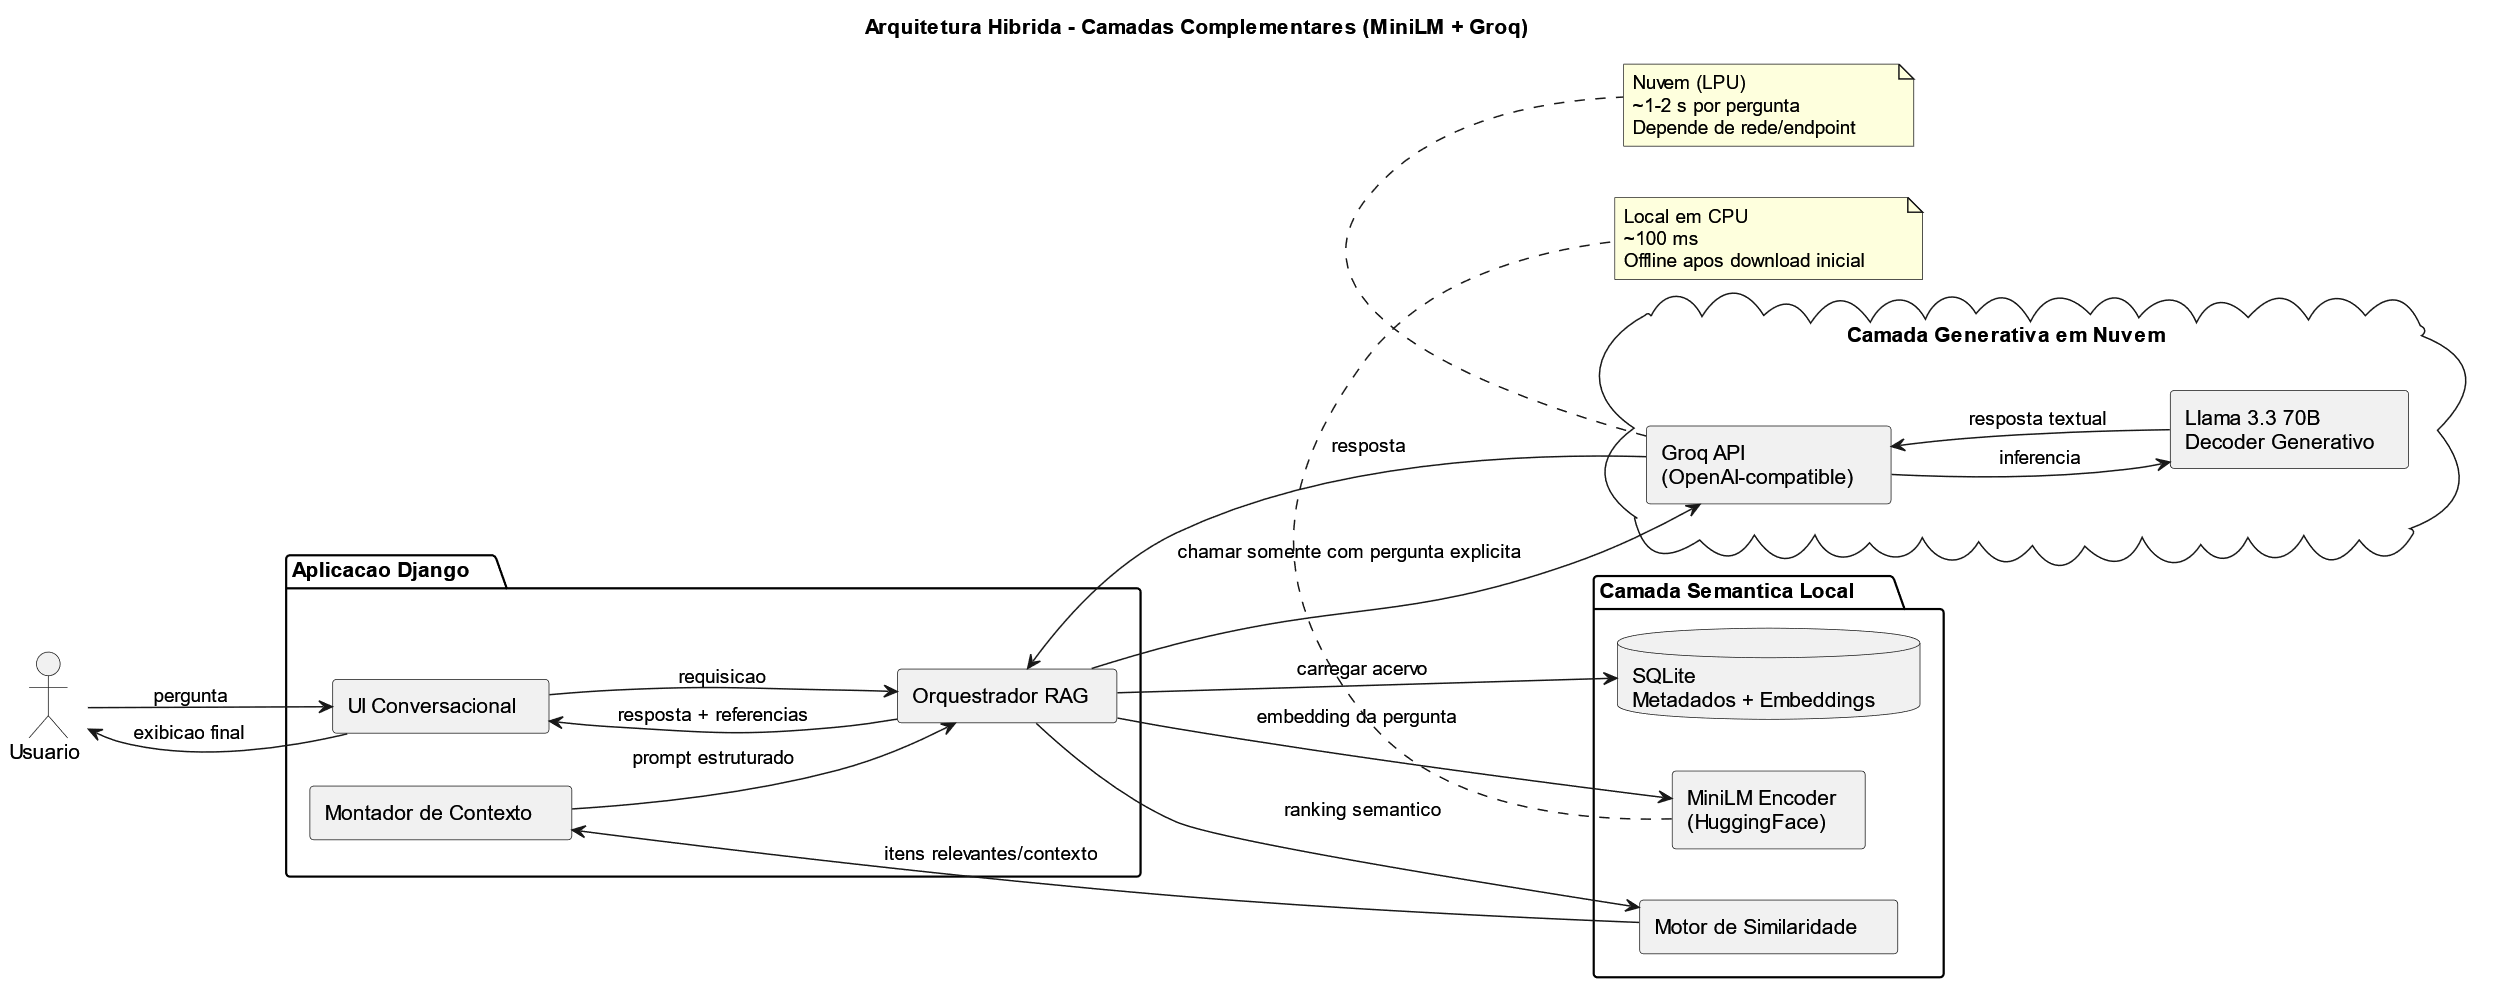 Arquitetura Hibrida - Camadas Complementares (MiniLM + Groq)
Nuvem (LPU)
~1-2 s por pergunta
Depende de rede/endpoint
Local em CPU
~100 ms
Offline apos download inicial
Camada Generativa em Nuvem
Llama 3.3 70B
Decoder Generativo
resposta textual
inferencia
Groq API
(OpenAI-compatible)
resposta
chamar somente com pergunta explicita
Aplicacao Django
Camada Semantica Local
Usuario
pergunta
exibicao final
UI Conversacional
requisicao
resposta + referencias
prompt estruturado
Orquestrador RAG
Montador de Contexto
carregar acervo
embedding da pergunta
ranking semantico
itens relevantes/contexto
SQLite
Metadados + Embeddings
MiniLM Encoder
(HuggingFace)
Motor de Similaridade